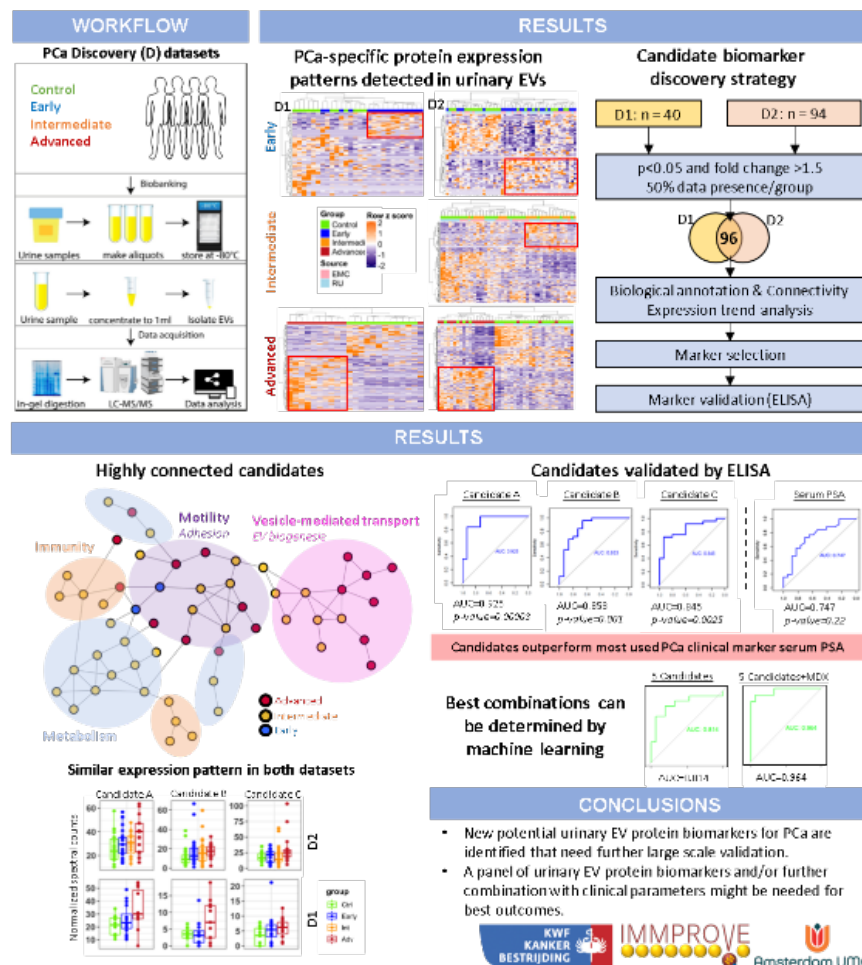 WORKFLOW
PCa Discovery (D) datasets
Control
Early
Intermediate
Advanced
Biobanking
Urine samples
make aliquots
store at -80°C
Urine sample
concentrate to 1ml
Isolate EVs
Data acquisition
in-gel digestion
LC-MS/MS
Data analysis
RESULTS
PCa-specific protein expression
patterns detected in urinary EVs
D1
D2
Early
Intermediate
Advanced
Group
Control
Early
Intermedi
Advanced
Source
EMC
RU
Row z score
2
1
0
-1
-2
Candidate biomarker
discovery strategy
D1: n = 40
D2: n = 94
p<0.05 and fold change >1.5
50% data presence/group
D1
D2
96
Biological annotation & Connectivity
Expression trend analysis
Marker selection
Marker validation (ELISA)
RESULTS
Highly connected candidates
Motility
Adhesion
Vesicle-mediated transport
EV biogenesis
Immunity
Metabolism
Advanced
Intermediate
Early
Similar expression pattern in both datasets
Candidate A
Candidate B
Candidate C
Normalized spectral counts
D2
D1
group
Ctrl
Early
Int
Adv
Candidates validated by ELISA
Candidate A
Candidate B
Candidate C
Serum PSA
AUC=0.845
p-value=0.0025
AUC=0.747
p-value=0.22
Candidates outperform most used PCa clinical marker serum PSA
Best combinations can
be determined by
machine learning
5 Candidates
5 Candidates+MDX
AUC=0.814
AUC=0.964
CONCLUSIONS
• New potential urinary EV protein biomarkers for PCa are
identified that need further large scale validation.
• A panel of urinary EV protein biomarkers and/or further
combination with clinical parameters might be needed for
best outcomes.
KWF
KANKER
BESTRIJDING
IMMPROVE
Amsterdam UM